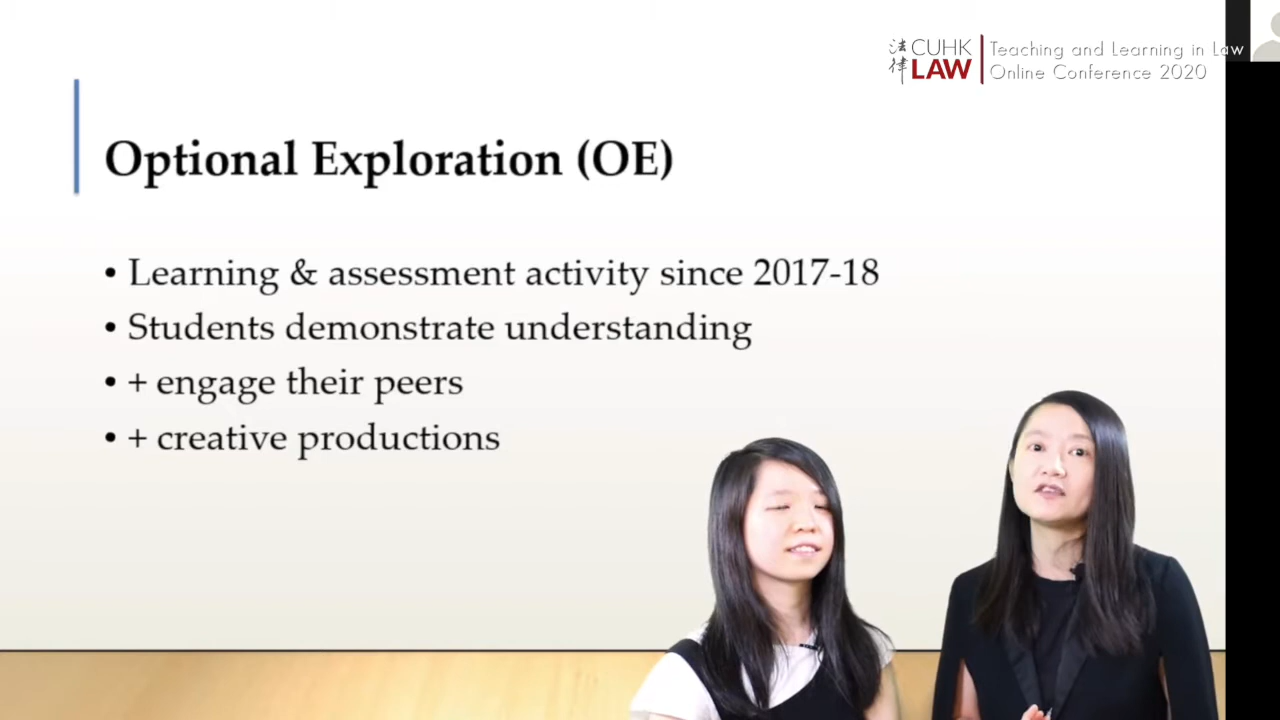 法律 CUHK LAW
Teaching and Learning in Law
Online Conference 2020
Optional Exploration (OE)
• Learning & assessment activity since 2017-18
• Students demonstrate understanding
• + engage their peers
• + creative productions